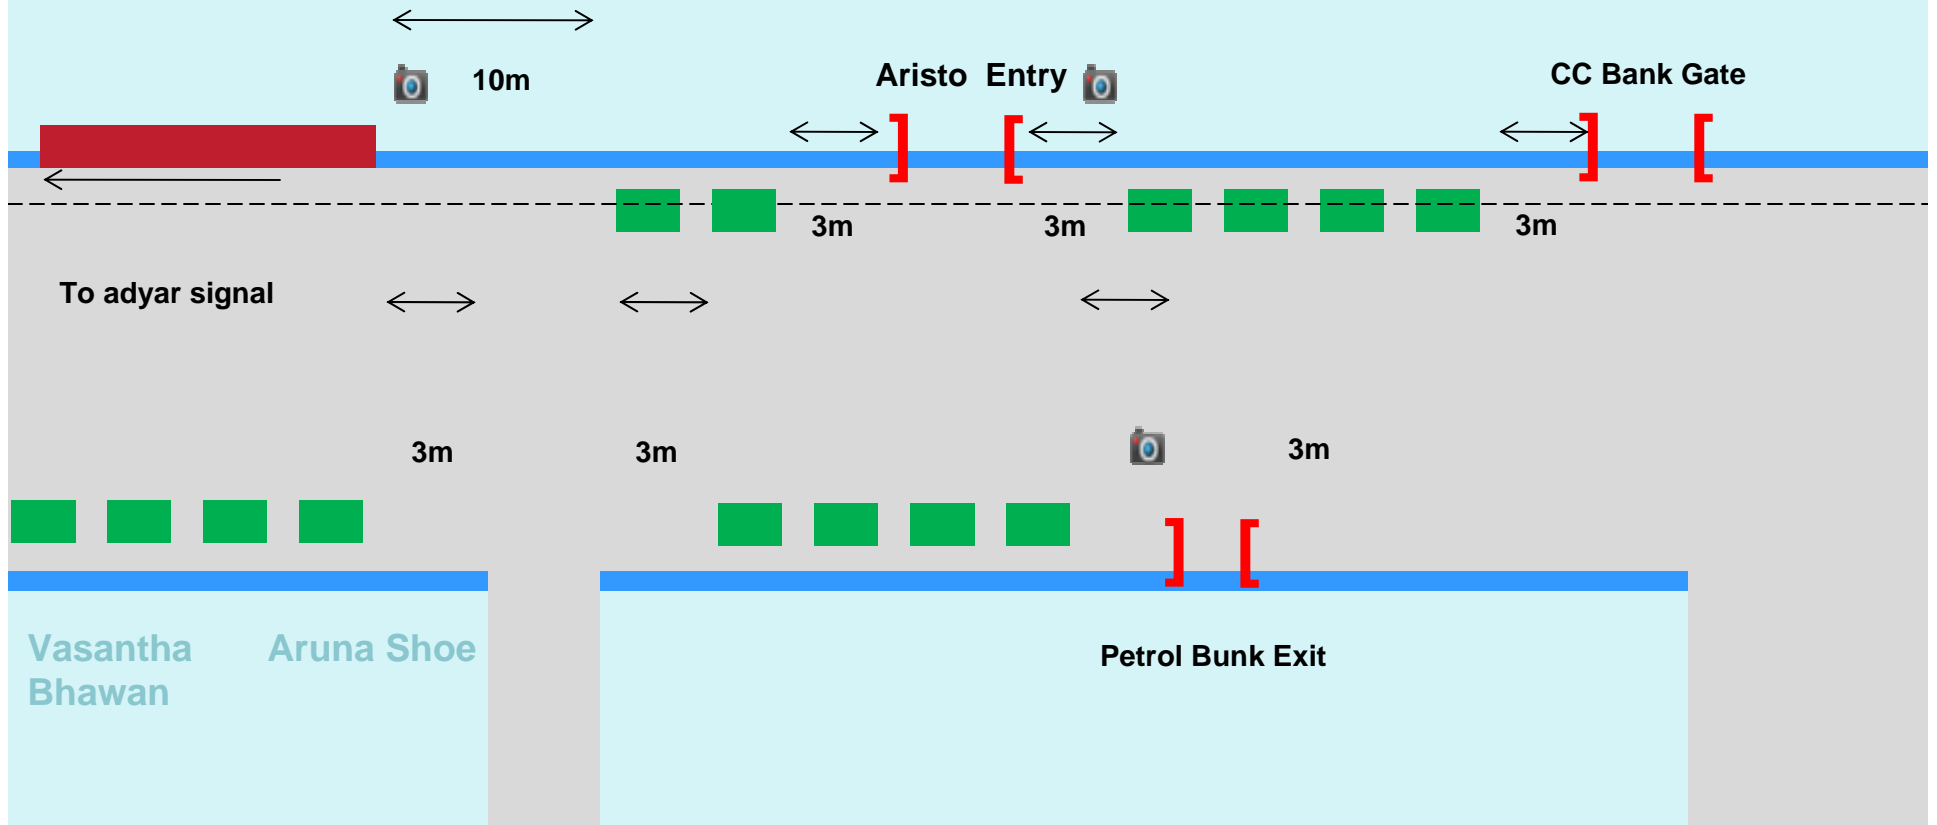 10m
Aristo Entry
CC Bank Gate
3m
3m
3m
To adyar signal
3m
3m
3m
Vasantha
Bhawan
Aruna Shoe
Petrol Bunk Exit